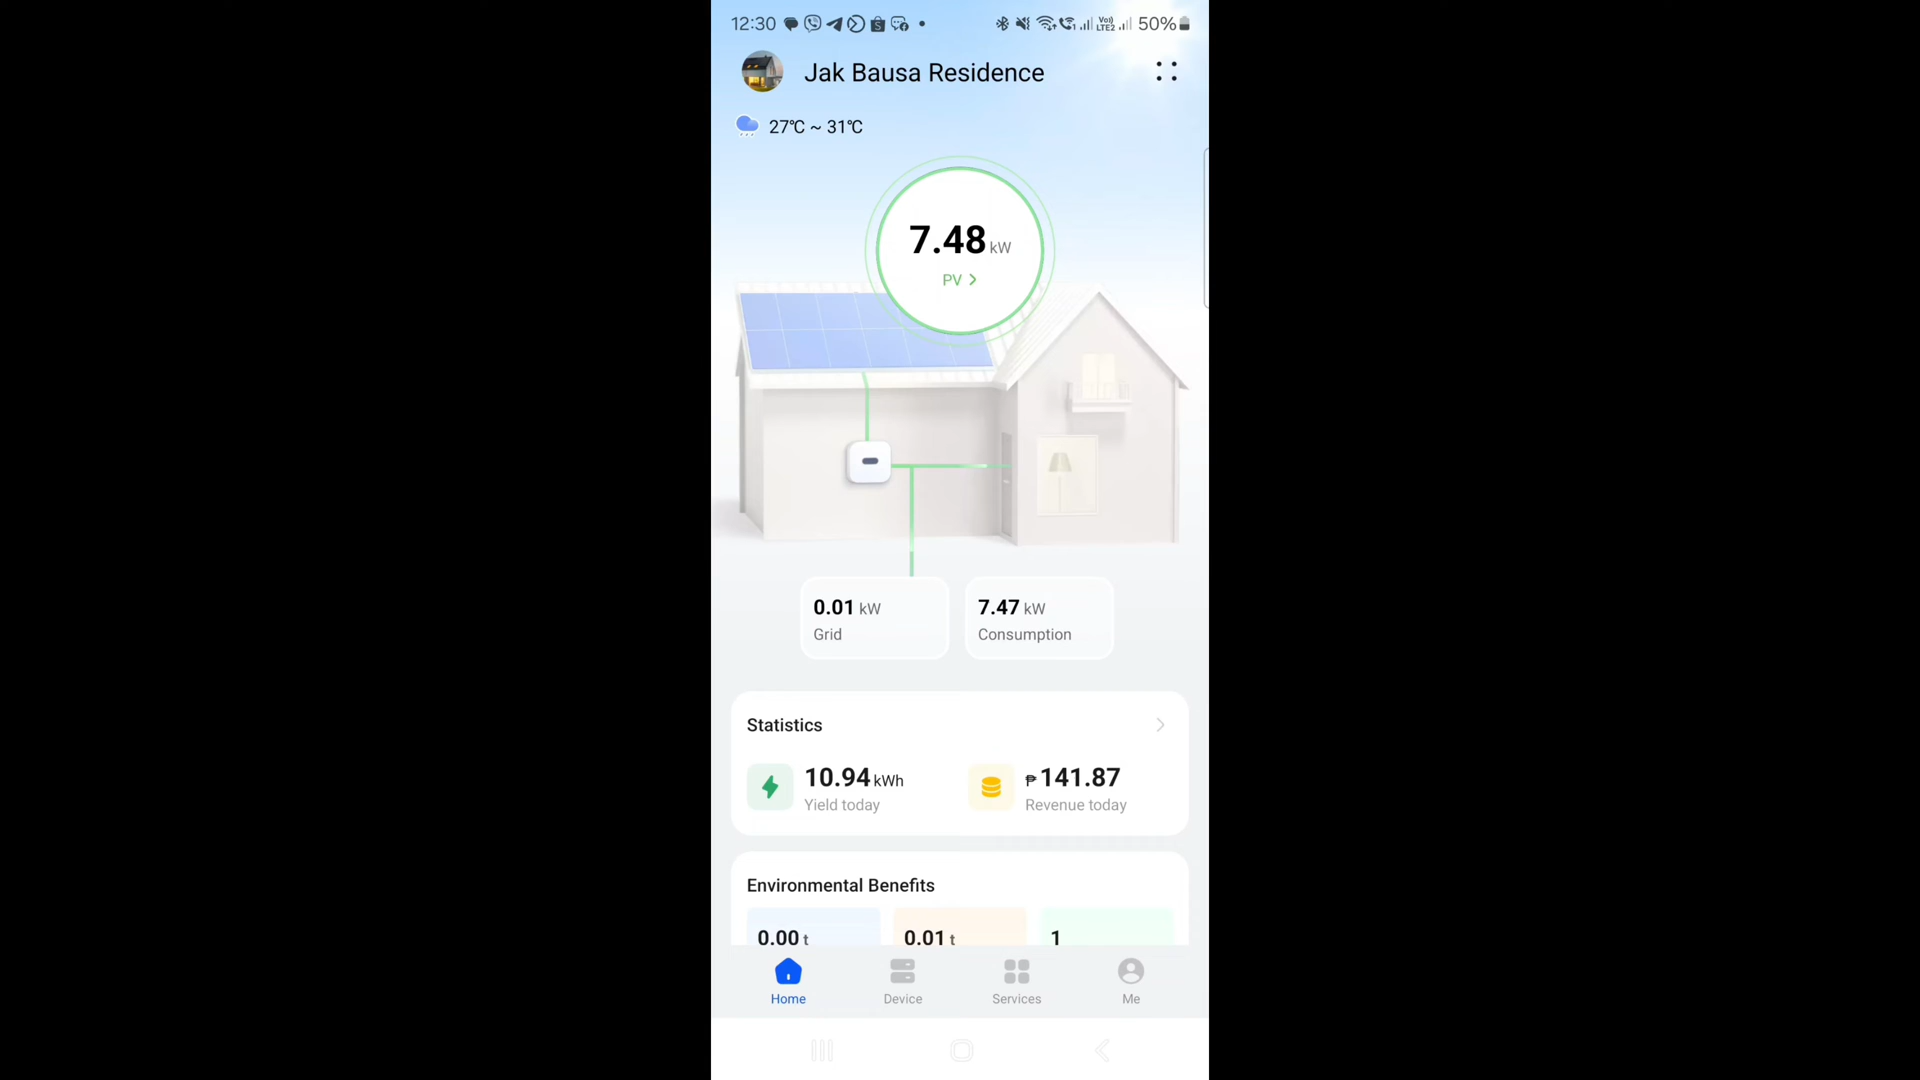 12:30 50%
Jak Bausa Residence
27℃ ~ 31℃
7.48 kW
PV
0.01 kW
Grid
7.47 kW
Consumption
Statistics
10.94 kWh
Yield today
₱141.87
Revenue today
Environmental Benefits
0.00 t
0.01 t
1
Home
Device
Services
Me